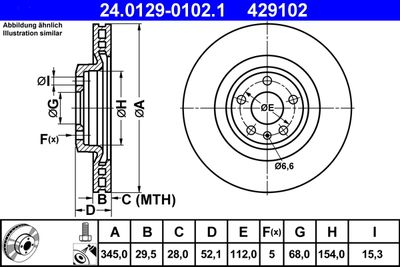 24.0129-0102.1 429102
Abbildung ähnlich
Illustration similar
ØI
ØG
F(x)
ØH
ØA
ØE
Ø6,6
B
C (MTH)
D
A B C D E F(x) G H I
345,0 29,5 28,0 52,1 112,0 5 68,0 154,0 15,3